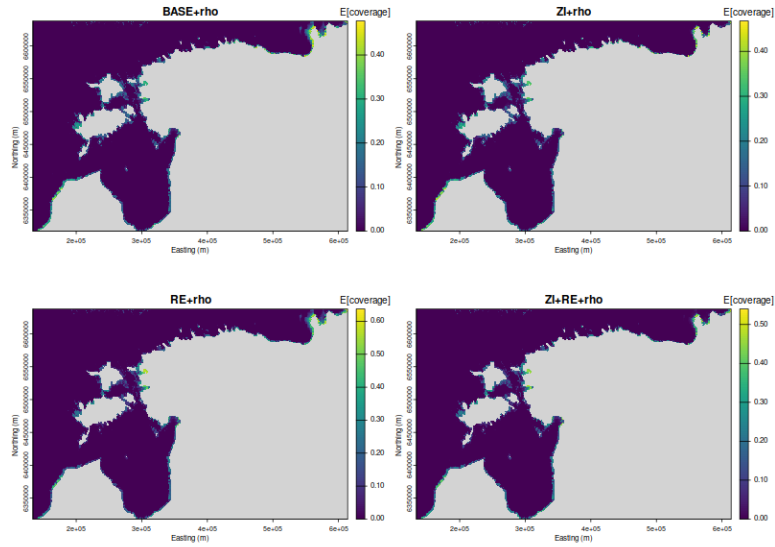 BASE+rho E[coverage] ZI+rho E[coverage]
0.40 0.40
0.30 0.30
0.20 0.20
0.10 0.10
0.00 0.00
Northing (m) 6350000 6400000 6450000 6500000 6550000 6600000
Northing (m) 6350000 6400000 6450000 6500000 6550000 6600000
2e+05 3e+05 4e+05 5e+05 6e+05 2e+05 3e+05 4e+05 5e+05 6e+05
Easting (m) Easting (m)
RE+rho E[coverage] ZI+RE+rho E[coverage]
0.60 0.50
0.50 0.40
0.40 0.30
0.30 0.20
0.20 0.10
0.10 0.00
0.00
Northing (m) 6350000 6400000 6450000 6500000 6550000 6600000
Northing (m) 6350000 6400000 6450000 6500000 6550000 6600000
2e+05 3e+05 4e+05 5e+05 6e+05 2e+05 3e+05 4e+05 5e+05 6e+05
Easting (m) Easting (m)